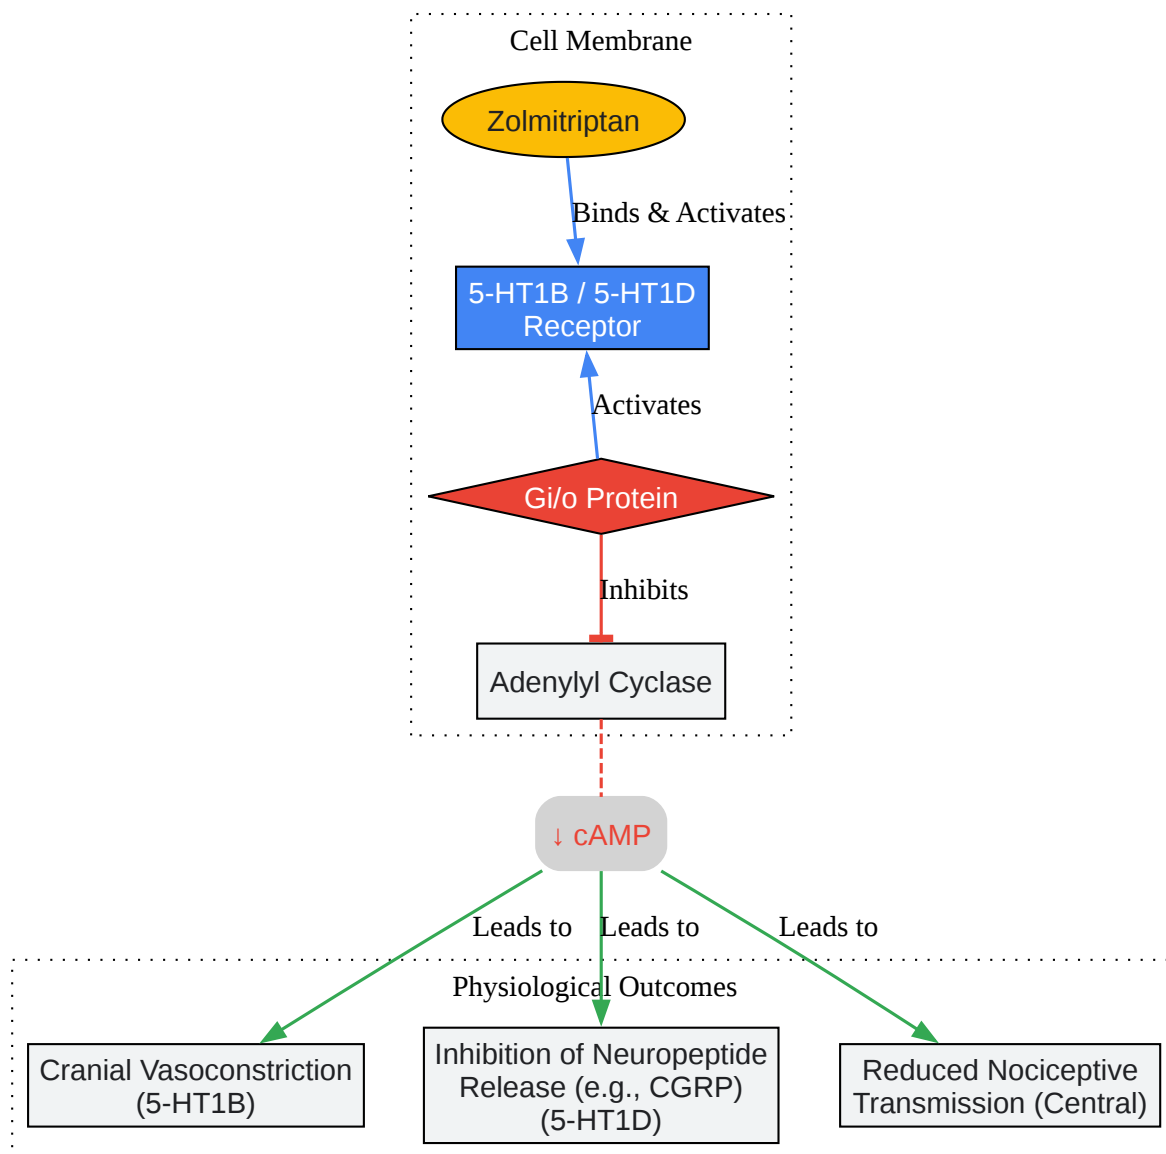 Cell Membrane
Zolmitriptan
Binds & Activates
5-HT1B / 5-HT1D
Receptor
Activates
Gi/o Protein
Inhibits
Adenylyl Cyclase
↓ cAMP
Leads to
Leads to
Leads to
Physiological Outcomes
Cranial Vasoconstriction
(5-HT1B)
Inhibition of Neuropeptide
Release (e.g., CGRP)
(5-HT1D)
Reduced Nociceptive
Transmission (Central)